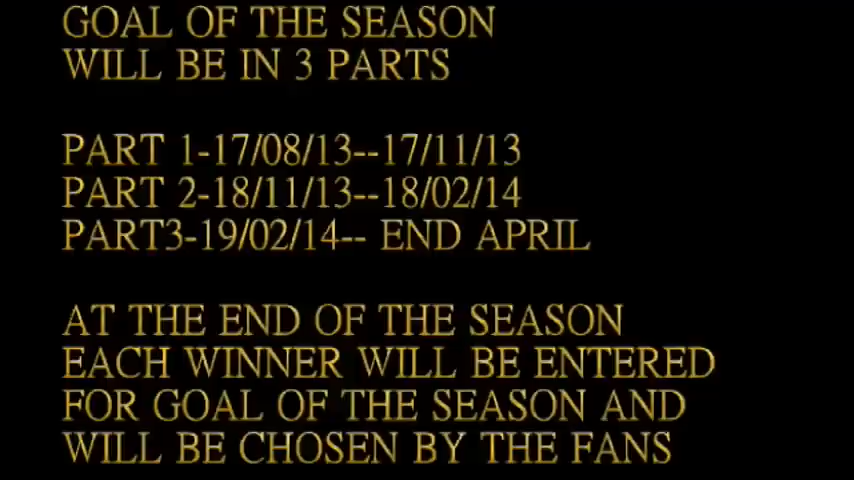 GOAL OF THE SEASON
WILL BE IN 3 PARTS
PART 1-17/08/13--17/11/13
PART 2-18/11/13--18/02/14
PART3-19/02/14-- END APRIL
AT THE END OF THE SEASON
EACH WINNER WILL BE ENTERED
FOR GOAL OF THE SEASON AND
WILL BE CHOSEN BY THE FANS